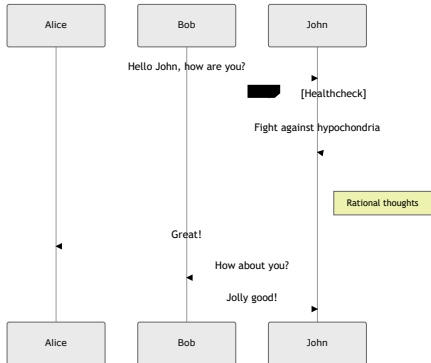 Alice
Bob
John
Hello John, how are you?
[Healthcheck]
Fight against hypochondria
Rational thoughts
Great!
How about you?
Jolly good!
Alice
Bob
John